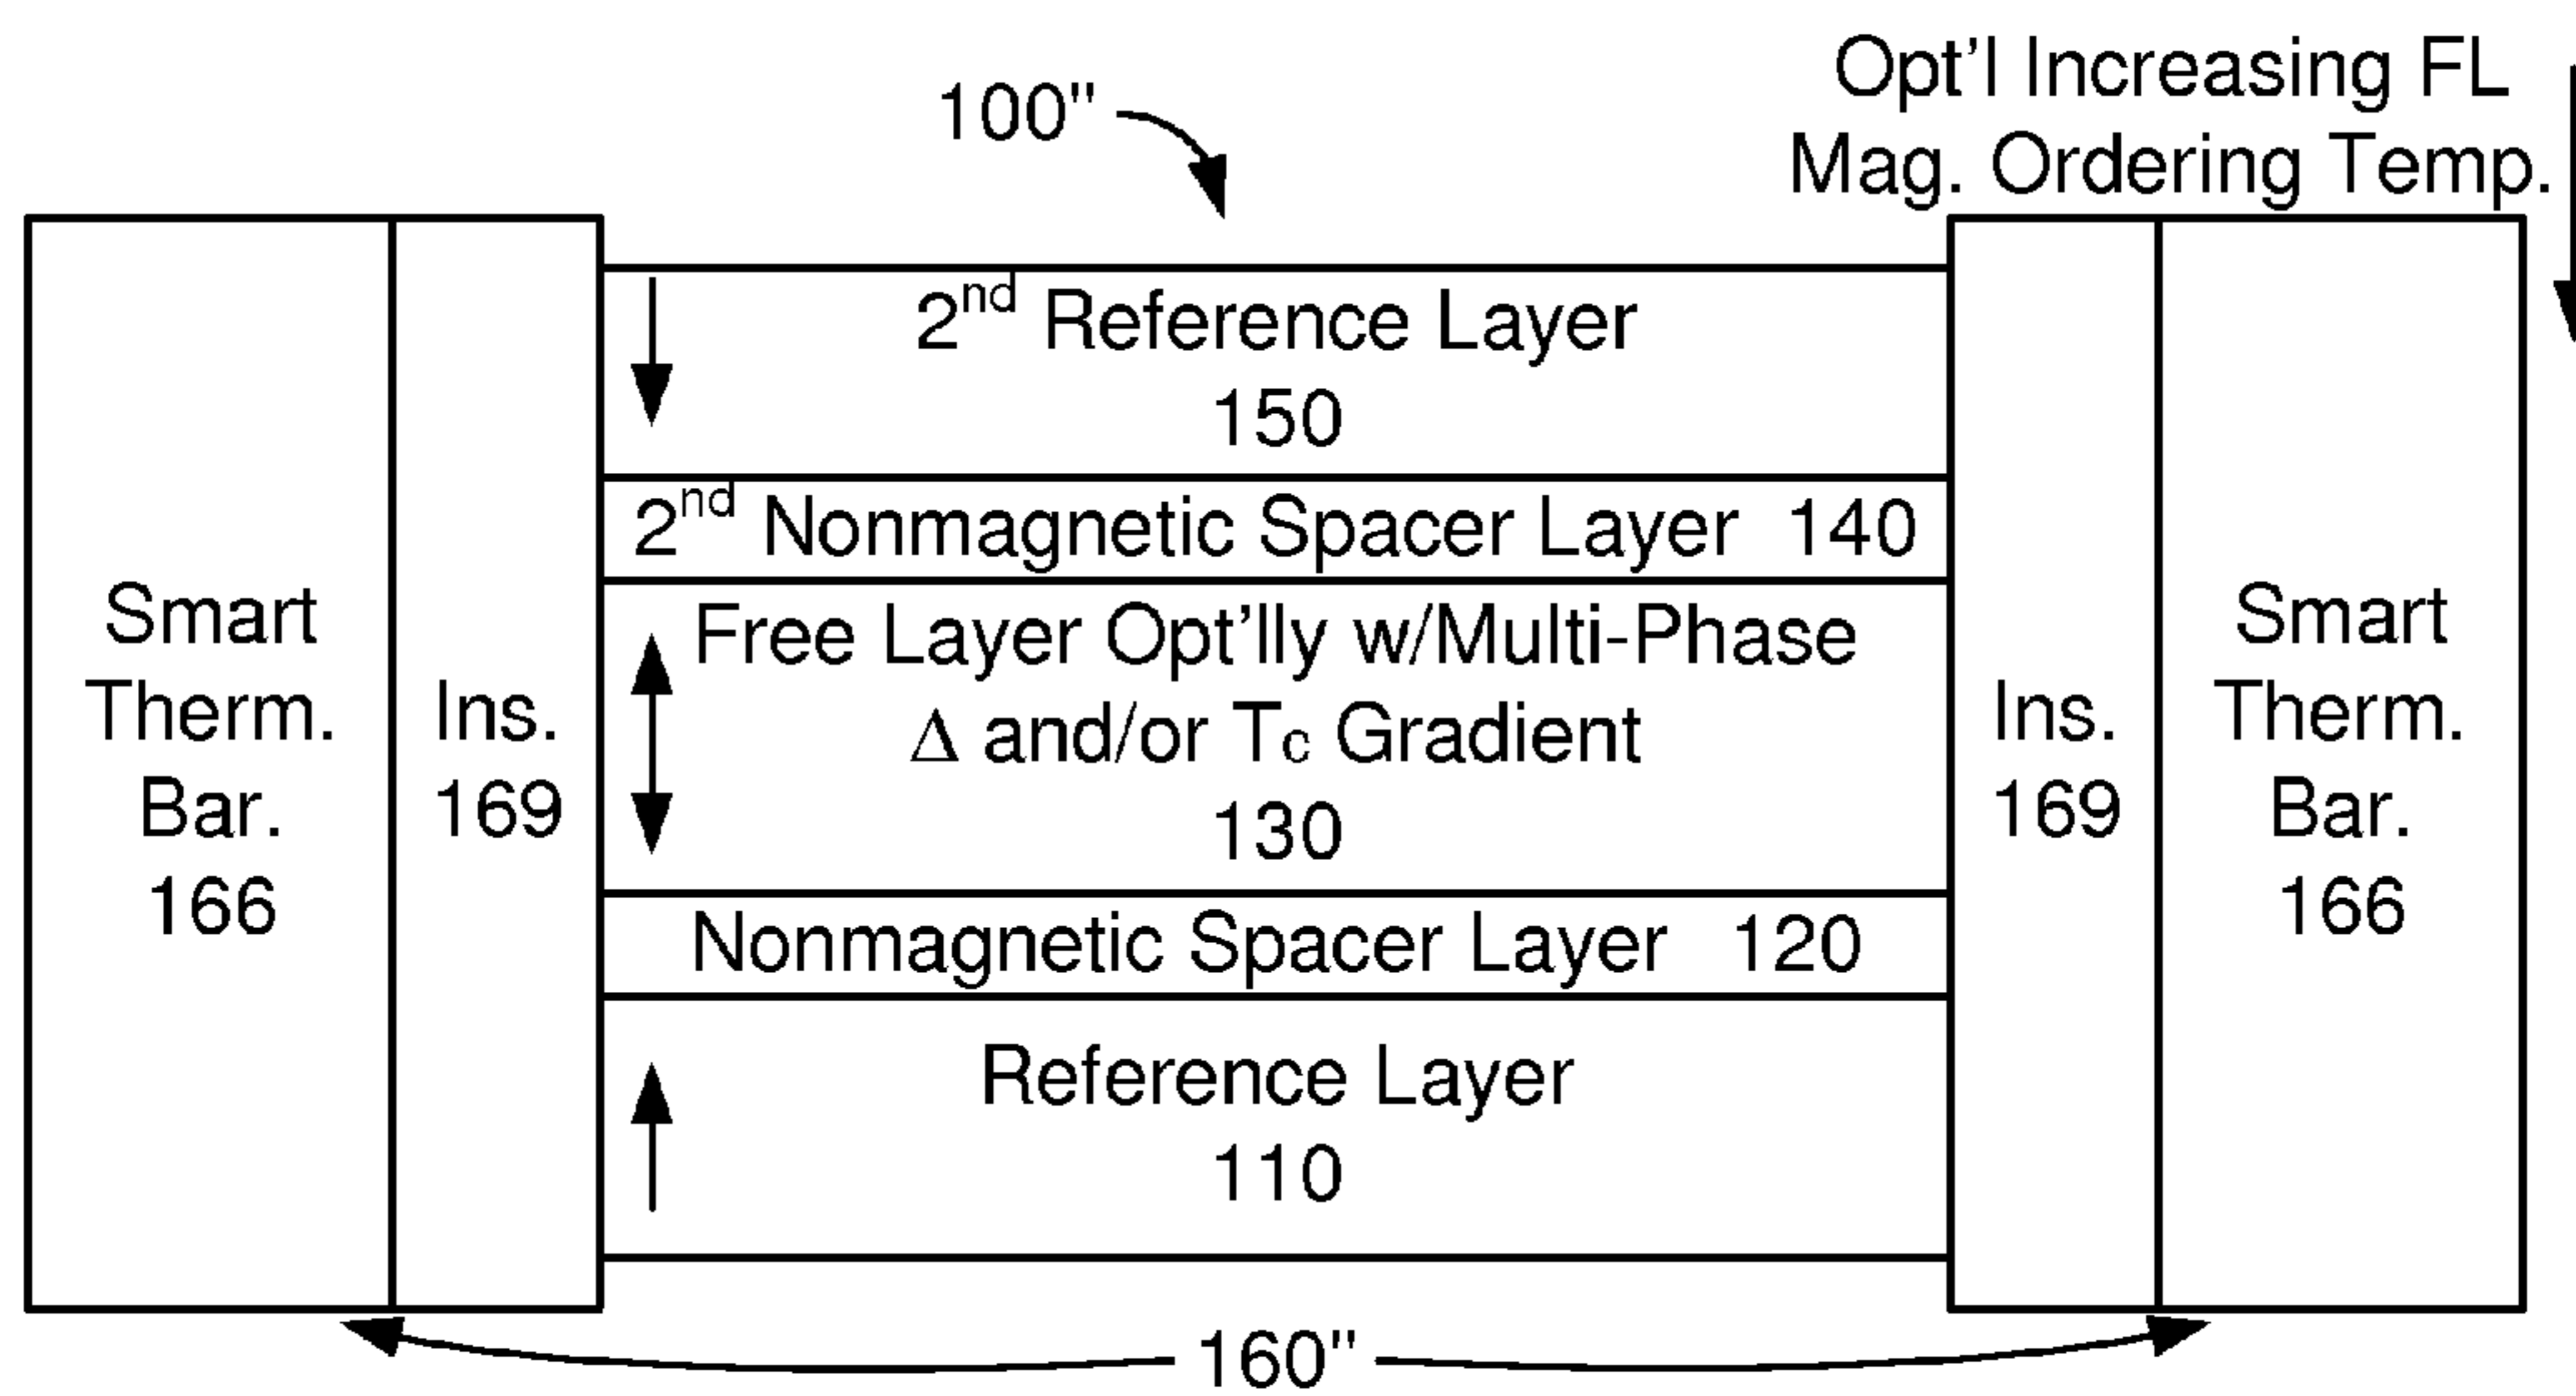 100"
Opt'l Increasing FL
Mag. Ordering Temp.
2nd Reference Layer
150
2nd Nonmagnetic Spacer Layer 140
Free Layer Opt'lly w/Multi-Phase
Δ and/or Tc Gradient
130
Nonmagnetic Spacer Layer 120
Reference Layer
110
Smart
Therm.
Bar.
166
Ins.
169
Ins.
169
Smart
Therm.
Bar.
166
160"